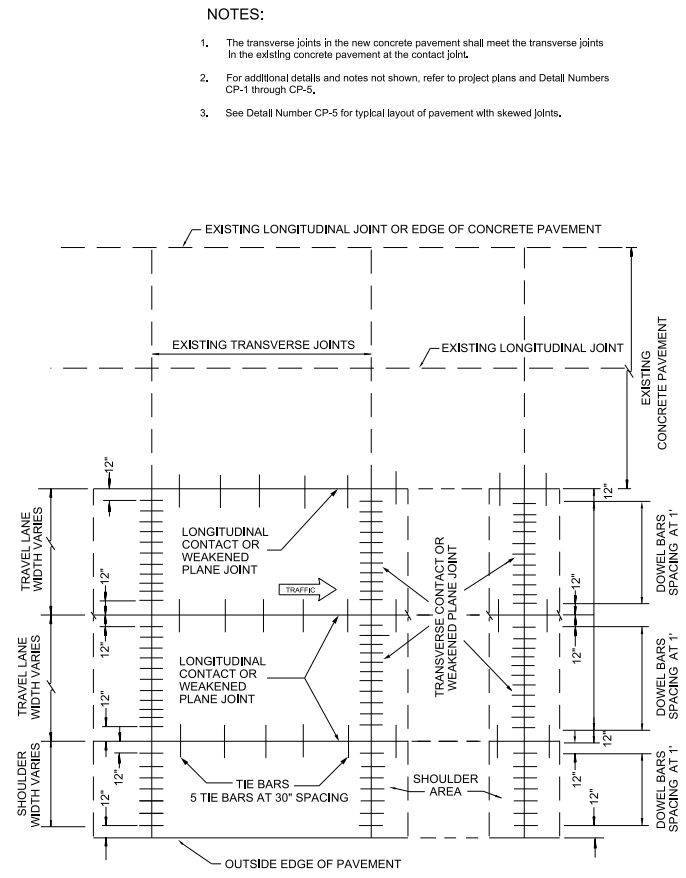 NOTES:
1. The transverse joints in the new concrete pavement shall meet the transverse joints
in the existing concrete pavement at the contact joint.
2. For additional details and notes not shown, refer to project plans and Detail Numbers
CP-1 through CP-5.
3. See Detail Number CP-5 for typical layout of pavement with skewed joints.
EXISTING LONGITUDINAL JOINT OR EDGE OF CONCRETE PAVEMENT
EXISTING TRANSVERSE JOINTS
EXISTING LONGITUDINAL JOINT
EXISTING
CONCRETE PAVEMENT
12"
12"
TRAVEL LANE
WIDTH VARIES
LONGITUDINAL
CONTACT OR
WEAKENED
PLANE JOINT
TRAFFIC
TRANSVERSE CONTACT OR
WEAKENED PLANE JOINT
DOWEL BARS
SPACING AT 1'
12"
12"
12"
12"
TRAVEL LANE
WIDTH VARIES
LONGITUDINAL
CONTACT OR
WEAKENED
PLANE JOINT
DOWEL BARS
SPACING AT 1'
12"
12"
12"
12"
SHOULDER
WIDTH VARIES
TIE BARS
5 TIE BARS AT 30" SPACING
SHOULDER
AREA
DOWEL BARS
SPACING AT 1'
12"
12"
OUTSIDE EDGE OF PAVEMENT